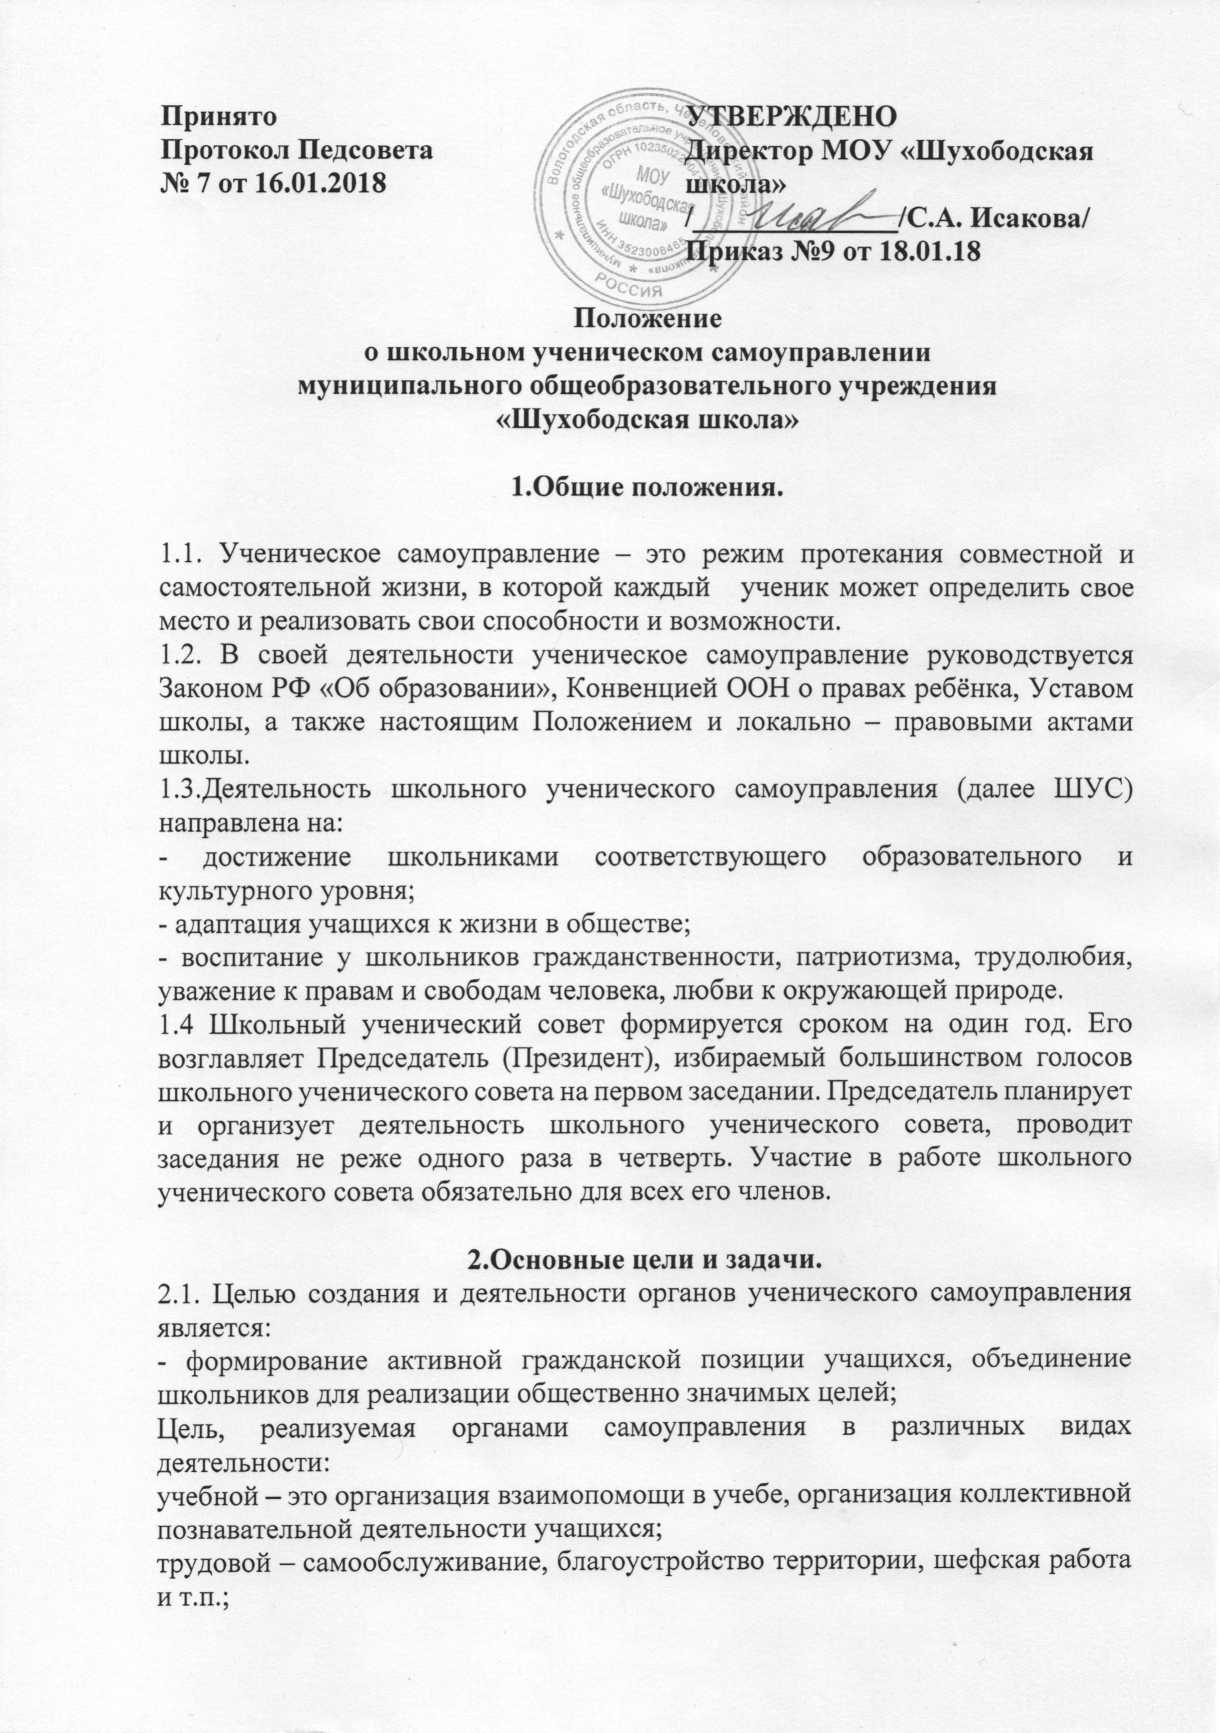 Принято
Протокол Педсовета
№ 7 от 16.01.2018
УТВЕРЖДЕНО
Директор МОУ «Шухободская
школа»
/ /С.А. Исакова/
Приказ №9 от 18.01.18
Вологодская область, Череповецкий район
РОССИЯ
МОУ
«Шухободская
школа»
Положение
о школьном ученическом самоуправлении
муниципального общеобразовательного учреждения
«Шухободская школа»
1.Общие положения.
1.1. Ученическое самоуправление – это режим протекания совместной и
самостоятельной жизни, в которой каждый ученик может определить свое
место и реализовать свои способности и возможности.
1.2. В своей деятельности ученическое самоуправление руководствуется
Законом РФ «Об образовании», Конвенцией ООН о правах ребёнка, Уставом
школы, а также настоящим Положением и локально – правовыми актами
школы.
1.3.Деятельность школьного ученического самоуправления (далее ШУС)
направлена на:
- достижение школьниками соответствующего образовательного и
культурного уровня;
- адаптация учащихся к жизни в обществе;
- воспитание у школьников гражданственности, патриотизма, трудолюбия,
уважение к правам и свободам человека, любви к окружающей природе.
1.4 Школьный ученический совет формируется сроком на один год. Его
возглавляет Председатель (Президент), избираемый большинством голосов
школьного ученического совета на первом заседании. Председатель планирует
и организует деятельность школьного ученического совета, проводит
заседания не реже одного раза в четверть. Участие в работе школьного
ученического совета обязательно для всех его членов.
2.Основные цели и задачи.
2.1. Целью создания и деятельности органов ученического самоуправления
является:
- формирование активной гражданской позиции учащихся, объединение
школьников для реализации общественно значимых целей;
Цель, реализуемая органами самоуправления в различных видах
деятельности:
учебной – это организация взаимопомощи в учебе, организация коллективной
познавательной деятельности учащихся;
трудовой – самообслуживание, благоустройство территории, шефская работа
и т.п.;